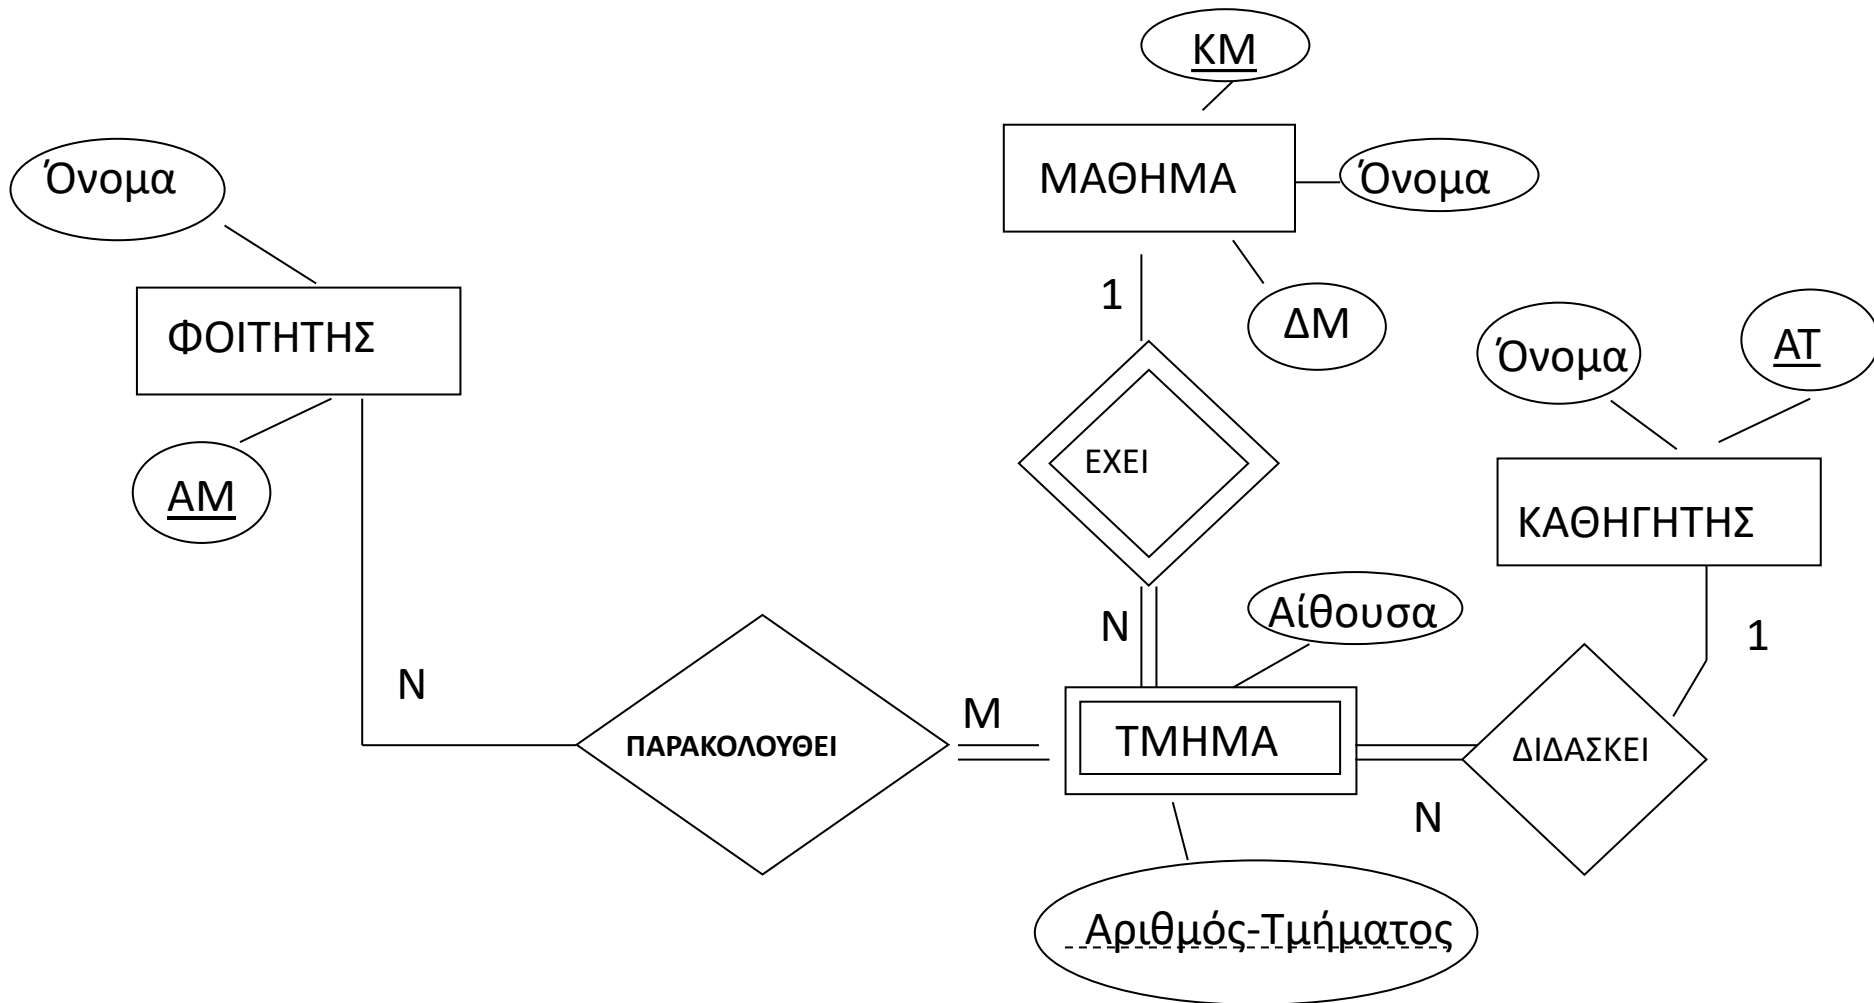 ΚΜ
ΜΑΘΗΜΑ
Όνομα
Όνομα
1
ΔΜ
ΦΟΙΤΗΤΗΣ
Όνομα
ΑΤ
ΕΧΕΙ
ΑΜ
ΚΑΘΗΓΗΤΗΣ
Ν
Αίθουσα
1
Ν
Μ
ΠΑΡΑΚΟΛΟΥΘΕΙ
ΤΜΗΜΑ
ΔΙΔΑΣΚΕΙ
Ν
Αριθμός-Τμήματος